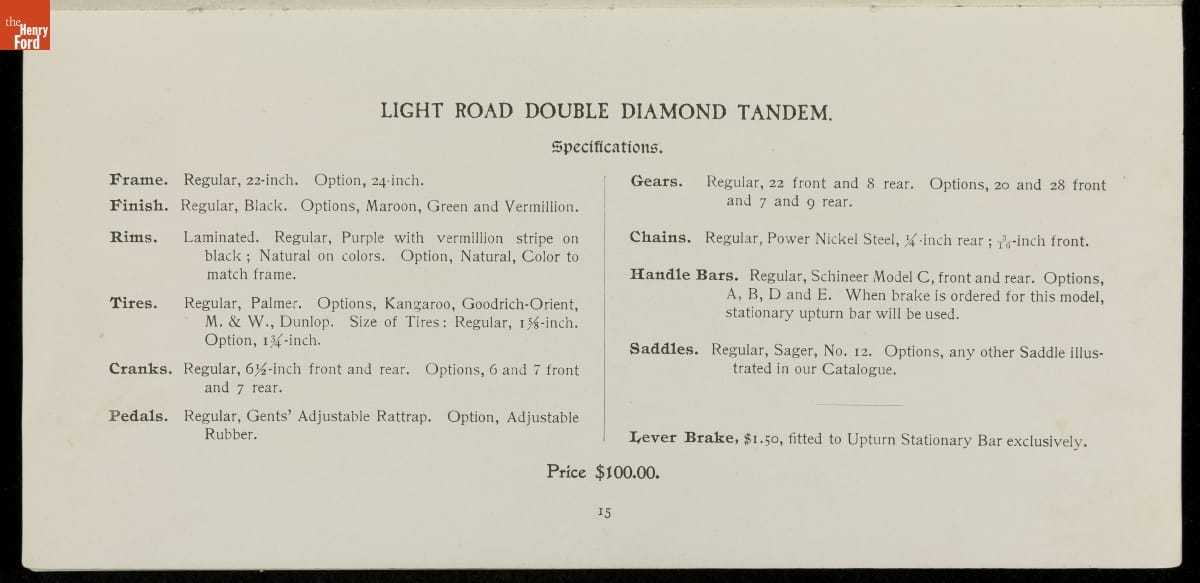 the
Henry
Ford
LIGHT ROAD DOUBLE DIAMOND TANDEM.
Specifications.
Frame. Regular, 22-inch. Option, 24-inch.
Finish. Regular, Black. Options, Maroon, Green and Vermillion.
Rims. Laminated. Regular, Purple with vermillion stripe on
black; Natural on colors. Option, Natural, Color to
match frame.
Tires. Regular, Palmer. Options, Kangaroo, Goodrich-Orient,
M. & W., Dunlop. Size of Tires: Regular, 1⅝-inch.
Option, 1¾-inch.
Cranks. Regular, 6½-inch front and rear. Options, 6 and 7 front
and 7 rear.
Pedals. Regular, Gents' Adjustable Rattrap. Option, Adjustable
Rubber.
Gears. Regular, 22 front and 8 rear. Options, 20 and 28 front
and 7 and 9 rear.
Chains. Regular, Power Nickel Steel, ¼-inch rear; 3/16-inch front.
Handle Bars. Regular, Schineer Model C, front and rear. Options,
A, B, D and E. When brake is ordered for this model,
stationary upturn bar will be used.
Saddles. Regular, Sager, No. 12. Options, any other Saddle illus-
trated in our Catalogue.
Lever Brake, $1.50, fitted to Upturn Stationary Bar exclusively.
Price $100.00.
15